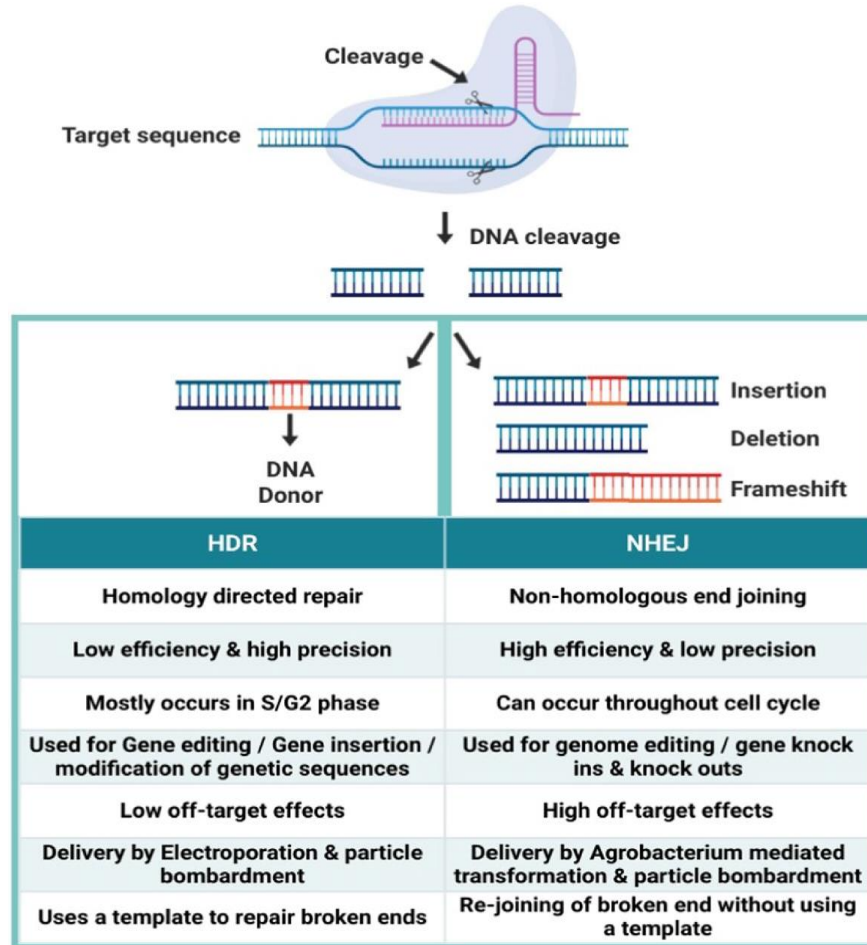 Cleavage
Target sequence
DNA cleavage
DNA
Donor
Insertion
Deletion
Frameshift
HDR
NHEJ
Homology directed repair
Non-homologous end joining
Low efficiency & high precision
High efficiency & low precision
Mostly occurs in S/G2 phase
Can occur throughout cell cycle
Used for Gene editing / Gene insertion /
modification of genetic sequences
Used for genome editing / gene knock
ins & knock outs
Low off-target effects
High off-target effects
Delivery by Electroporation & particle
bombardment
Delivery by Agrobacterium mediated
transformation & particle bombardment
Uses a template to repair broken ends
Re-joining of broken end without using
a template